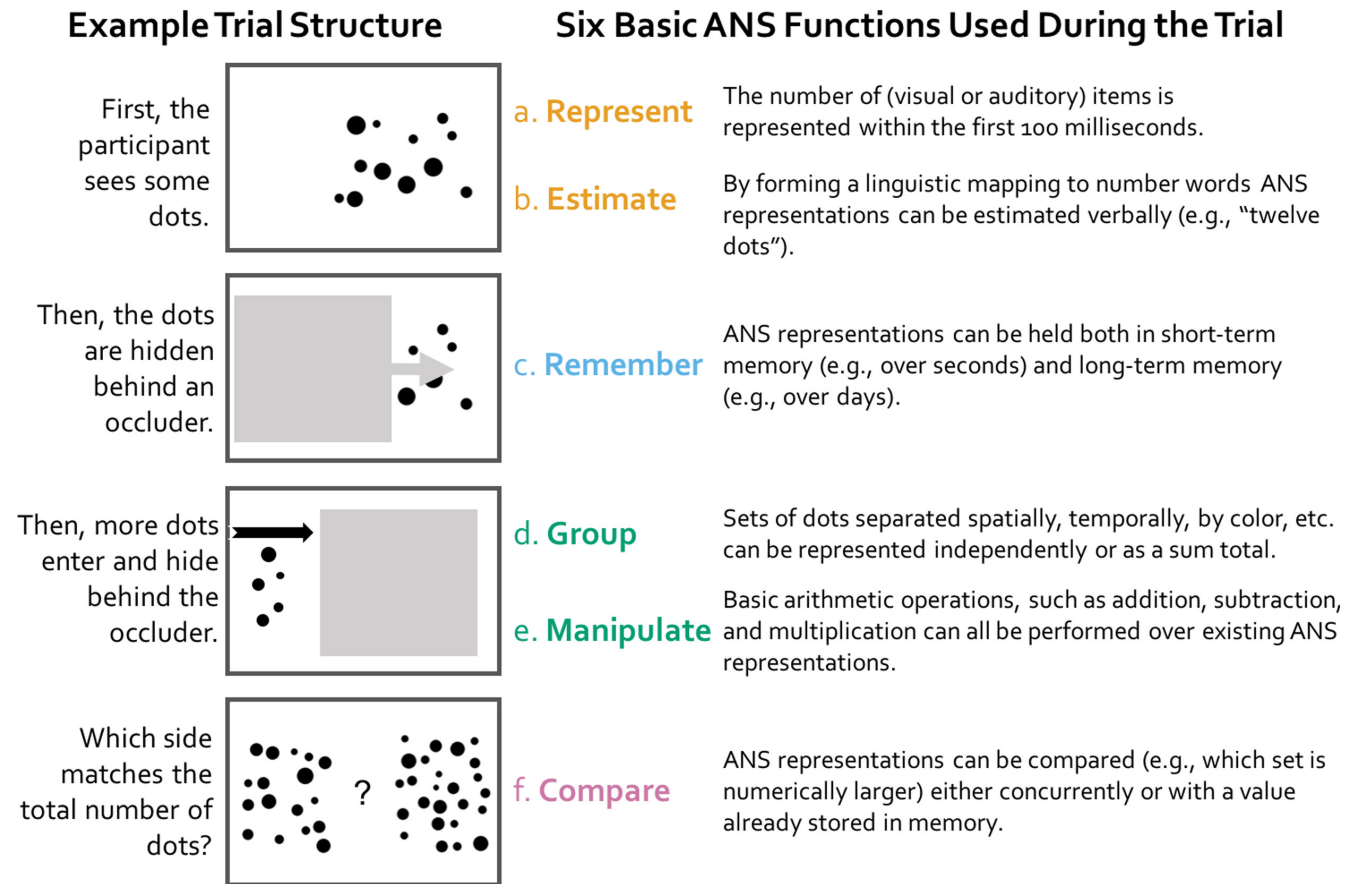 Example Trial Structure
Six Basic ANS Functions Used During the Trial
First, the
participant
sees some
dots.
a. Represent
The number of (visual or auditory) items is
represented within the first 100 milliseconds.
b. Estimate
By forming a linguistic mapping to number words ANS
representations can be estimated verbally (e.g., “twelve
dots”).
Then, the dots
are hidden
behind an
occluder.
c. Remember
ANS representations can be held both in short-term
memory (e.g., over seconds) and long-term memory
(e.g., over days).
Then, more dots
enter and hide
behind the
occluder.
d. Group
Sets of dots separated spatially, temporally, by color, etc.
can be represented independently or as a sum total.
e. Manipulate
Basic arithmetic operations, such as addition, subtraction,
and multiplication can all be performed over existing ANS
representations.
Which side
matches the
total number of
dots?
?
f. Compare
ANS representations can be compared (e.g., which set is
numerically larger) either concurrently or with a value
already stored in memory.